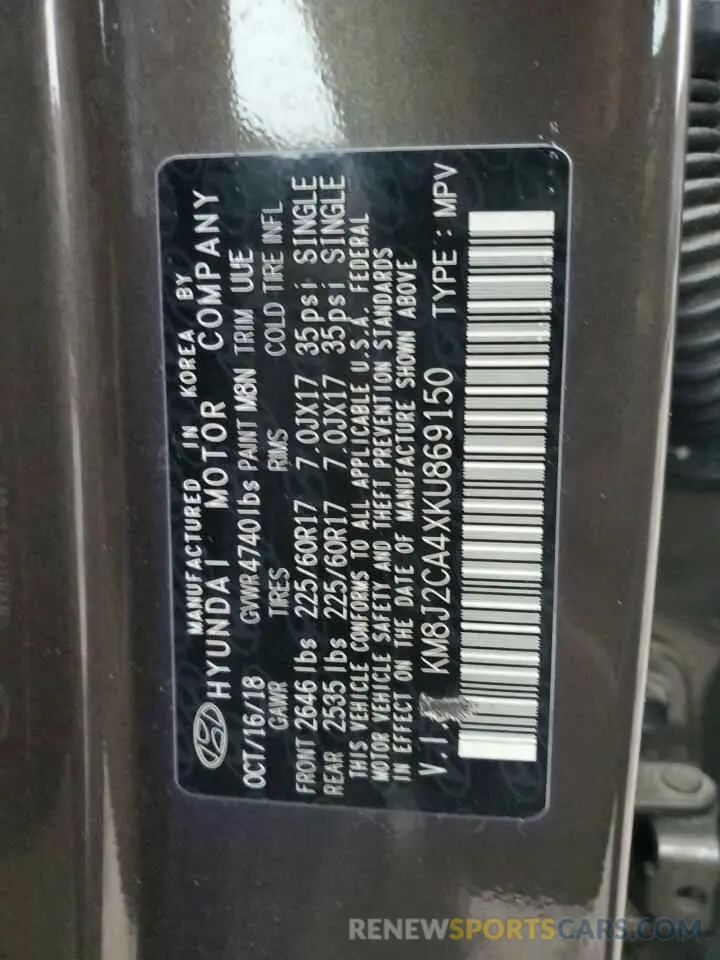 MANUFACTURED IN KOREA BY
HYUNDAI MOTOR COMPANY
OCT/16/18 GVWR4740lbs PAINT M8N TRIM UUE
GAWR TIRES RIMS COLD TIRE INFL
FRONT 2646 lbs 225/60R17 7.0JX17 35psi SINGLE
REAR 2535 lbs 225/60R17 7.0JX17 35psi SINGLE
THIS VEHICLE CONFORMS TO ALL APPLICABLE U.S.A. FEDERAL
MOTOR VEHICLE SAFETY AND THEFT PREVENTION STANDARDS
IN EFFECT ON THE DATE OF MANUFACTURE SHOWN ABOVE
V.I. KM8J2CA4XKU869150 TYPE : MPV
RENEWSPORTSCARS.COM